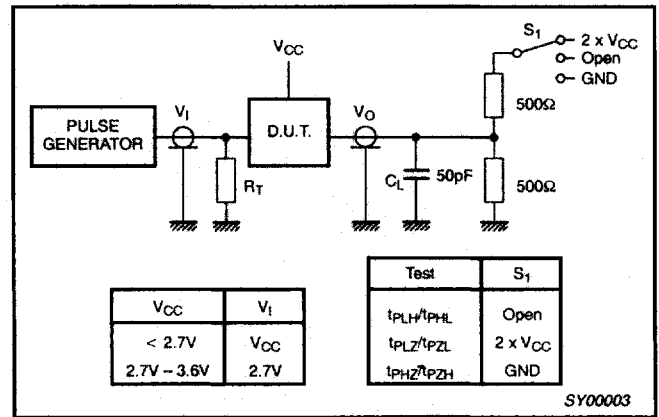 S1
2 x VCC
Open
GND
VCC
500Ω
PULSE
GENERATOR
VI
D.U.T.
VO
RT
CL
50pF
500Ω
VCC VI
< 2.7V VCC
2.7V – 3.6V 2.7V
Test S1
tPLH/tPHL Open
tPLZ/tPZL 2 x VCC
tPHZ/tPZH GND
SY00003